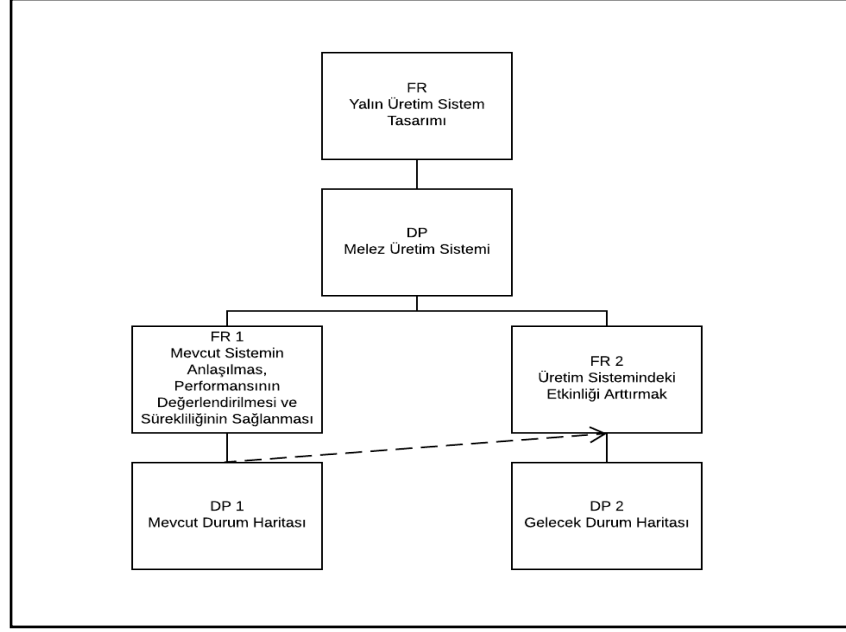 FR
Yalın Üretim Sistem
Tasarımı
DP
Melez Üretim Sistemi
FR 1
Mevcut Sistemin
Anlaşılmas,
Performansının
Değerlendirilmesi ve
Sürekliliğinin Sağlanması
FR 2
Üretim Sistemindeki
Etkinliği Arttırmak
DP 1
Mevcut Durum Haritası
DP 2
Gelecek Durum Haritası